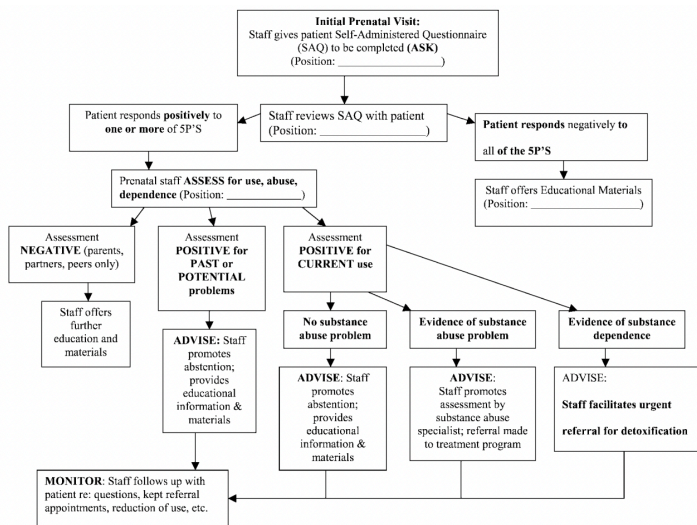 Initial Prenatal Visit:
Staff gives patient Self-Administered Questionnaire
(SAQ) to be completed (ASK)
(Position: __________________)
Patient responds positively to
one or more of 5P'S
Staff reviews SAQ with patient
(Position: __________________)
Patient responds negatively to
all of the 5P'S
Prenatal staff ASSESS for use, abuse,
dependence (Position: ____________)
Staff offers Educational Materials
(Position: __________________)
Assessment
NEGATIVE (parents,
partners, peers only)
Assessment
POSITIVE for
PAST or
POTENTIAL
problems
Assessment
POSITIVE for
CURRENT use
Staff offers
further
education and
materials
No substance
abuse problem
Evidence of substance
abuse problem
Evidence of substance
dependence
ADVISE: Staff
promotes
abstention;
provides
educational
information &
materials
ADVISE: Staff
promotes
abstention;
provides
educational
information &
materials
ADVISE:
Staff promotes
assessment by
substance abuse
specialist; referral made
to treatment program
ADVISE:
Staff facilitates urgent
referral for detoxification
MONITOR: Staff follows up with
patient re: questions, kept referral
appointments, reduction of use, etc.